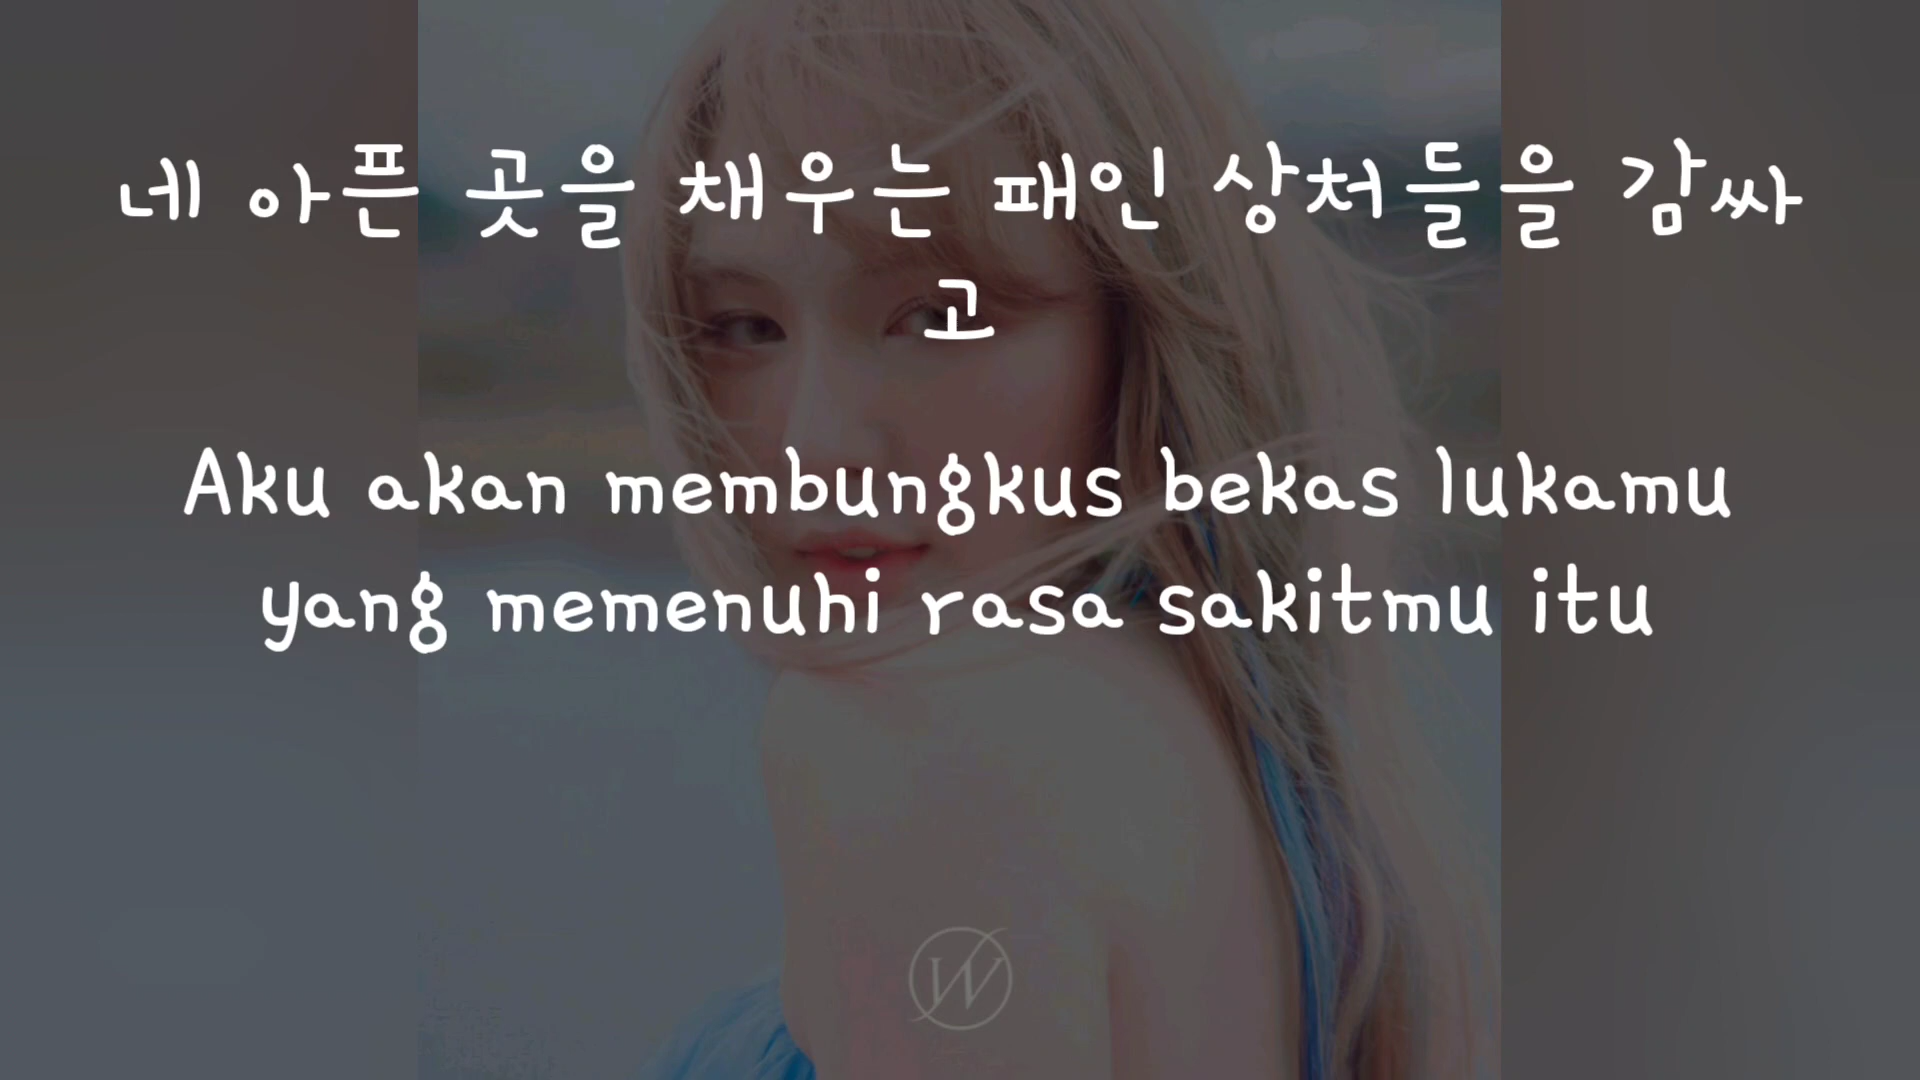 네 아픈 곳을 채우는 패인 상처들을 감싸
고
Aku akan membungkus bekas lukamu
yang memenuhi rasa sakitmu itu
W